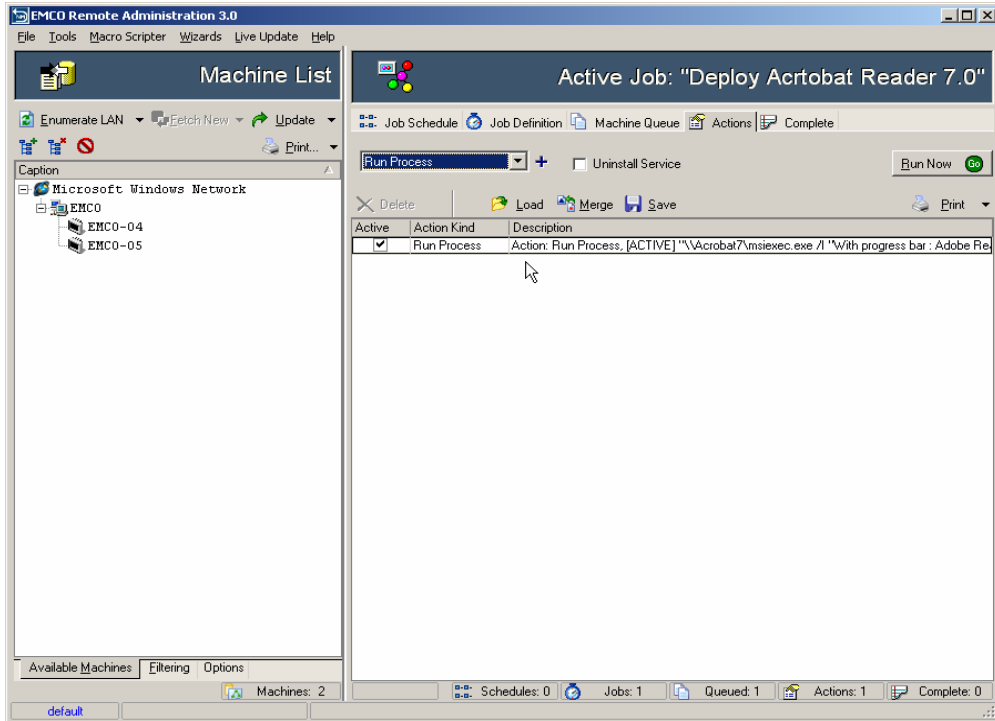 EMCO Remote Administration 3.0
File Tools Macro Scripter Wizards Live Update Help
Machine List
Active Job: "Deploy Acrtobat Reader 7.0"
Enumerate LAN Fetch New Update
Print...
Job Schedule Job Definition Machine Queue Actions Complete
Run Process Uninstall Service Run Now Go
Delete Load Merge Save Print
Caption
Active Action Kind Description
Run Process Action: Run Process, [ACTIVE] "\\Acrobat7\msiexec.exe /I "With progress bar : Adobe Re
Microsoft Windows Network
EMCO
EMCO-04
EMCO-05
Available Machines Filtering Options
Machines: 2
Schedules: 0 Jobs: 1 Queued: 1 Actions: 1 Complete: 0
default